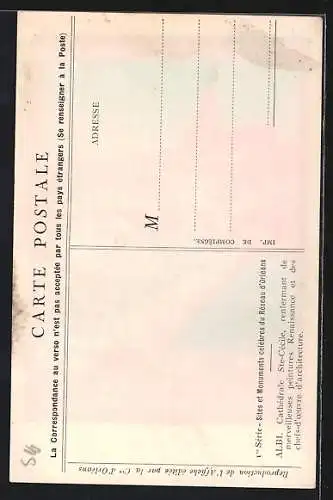 CARTE POSTALE
La Correspondance au verso n'est pas acceptée par tous les pays étrangers (Se renseigner à la Poste)
ADRESSE
M
IMP. DE COMPIÈGNE.
1re Série - Sites et Monuments célèbres du Réseau d'Orléans
ALBI. Cathédrale Ste-Cécile, renfermant de
merveilleuses peintures Renaissance et des
chefs-d'œuvre d'architecture.
Reproduction de l'Affiche éditée par la Cie d'Orléans